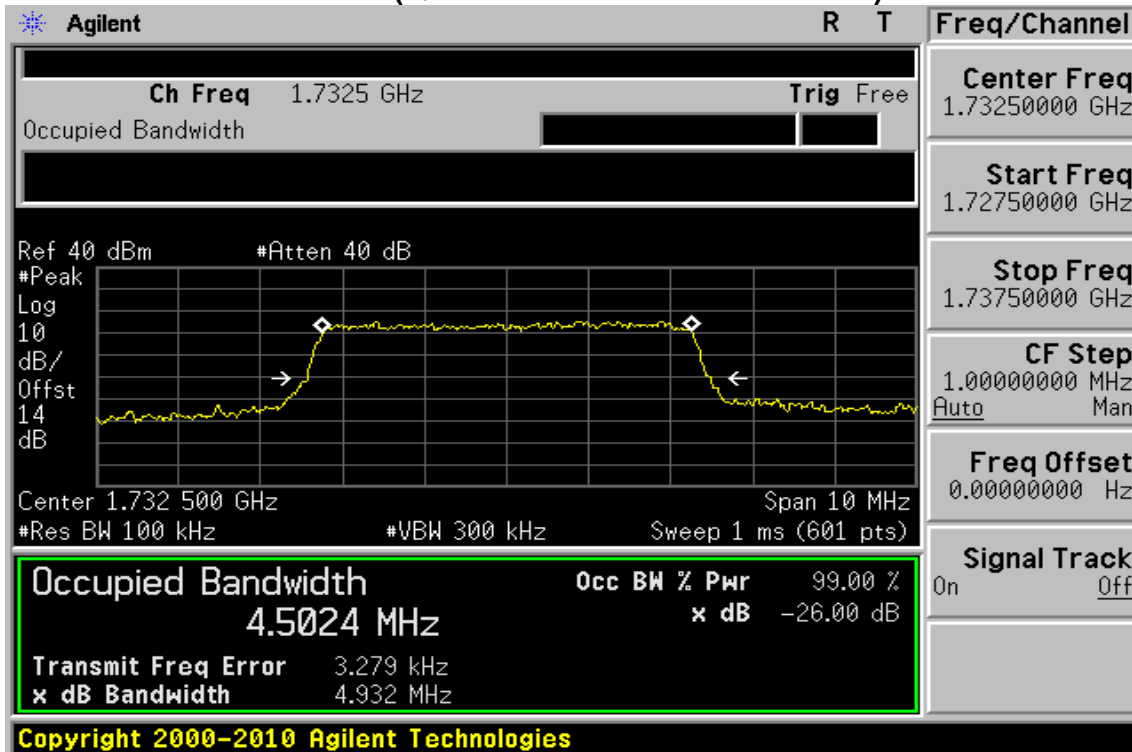 Agilent R T Freq/Channel
Ch Freq 1.7325 GHz Trig Free
Occupied Bandwidth
Center Freq
1.73250000 GHz
Start Freq
1.72750000 GHz
Stop Freq
1.73750000 GHz
CF Step
1.00000000 MHz
Auto Man
Freq Offset
0.00000000 Hz
Signal Track
On Off
Ref 40 dBm #Atten 40 dB
#Peak
Log
10
dB/
Offst
14
dB
Center 1.732 500 GHz Span 10 MHz
#Res BW 100 kHz #VBW 300 kHz Sweep 1 ms (601 pts)
Occupied Bandwidth Occ BW % Pwr 99.00 %
4.5024 MHz x dB -26.00 dB
Transmit Freq Error 3.279 kHz
x dB Bandwidth 4.932 MHz
Copyright 2000-2010 Agilent Technologies